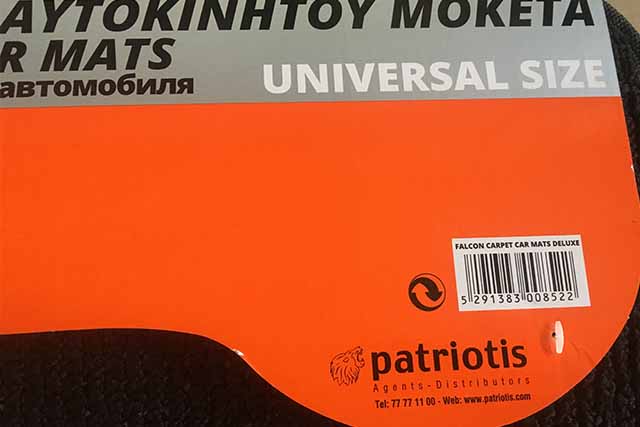 ΑΥΤΟΚΙΝΗΤΟΥ ΜΟΚΕΤΑ
R MATS
автомобиля
UNIVERSAL SIZE
FALCON CARPET CAR MATS DELUXE
5 291383 008522
patriotis
Agents-Distributors
Tel: 77 77 11 00 - Web: www.patriotis.com